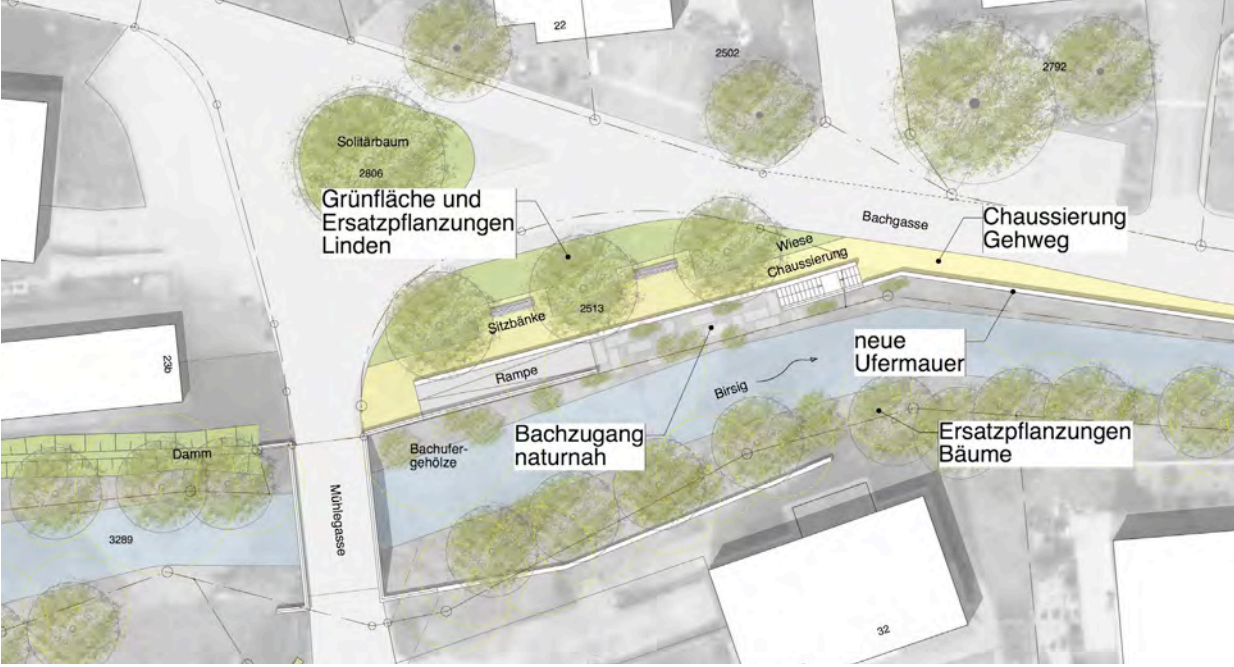 22
2502
2792
Solitärbaum
2806
Grünfläche und
Ersatzpflanzungen
Linden
Bachgasse
Chaussierung
Gehweg
Wiese
Chaussierung
2513
Sitzbänke
neue
Ufermauer
23b
Rampe
Birsig
Bachzugang
naturnah
Ersatzpflanzungen
Bäume
Bachufer-
gehölze
Damm
Mühlegasse
3289
32